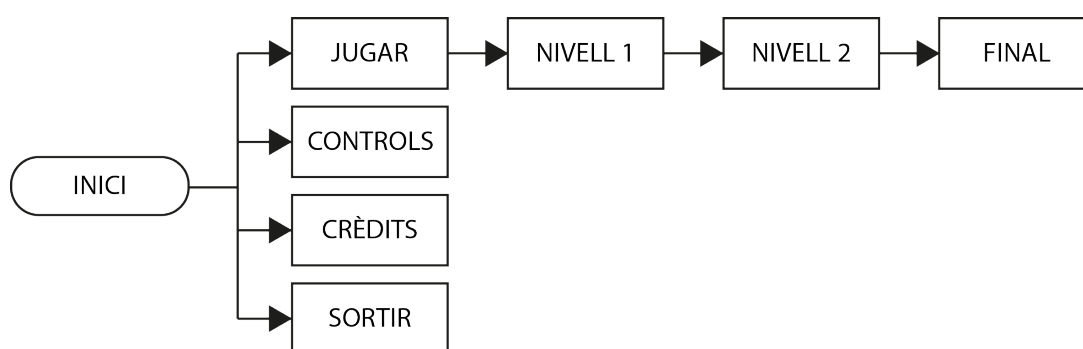 JUGAR
NIVELL 1
NIVELL 2
FINAL
CONTROLS
INICI
CRÈDITS
SORTIR